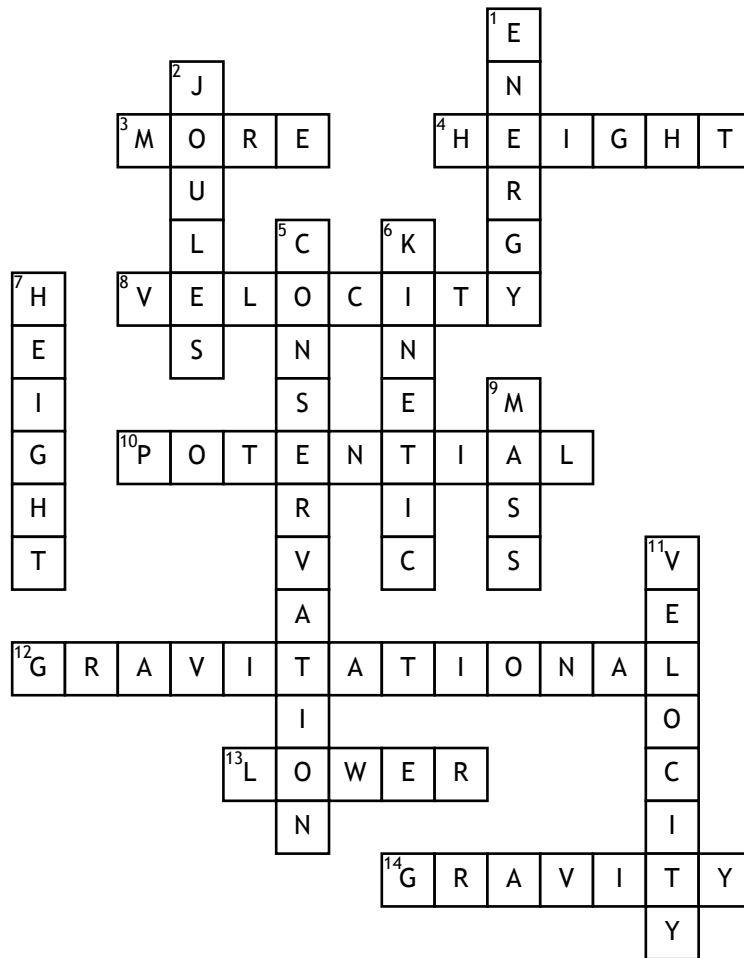 1 E
2 J N
3 M O R E 4 H E I G H T
U R
L 5 C 6 K G
7 H 8 V E L O C I T Y
E S N N
I S E 9 M
G 10 P O T E N T I A L
H R I S
T V C S 11 V
A E
12 G R A V I T A T I O N A L
I O
13 L O W E R C
N I
14 G R A V I T Y
Y